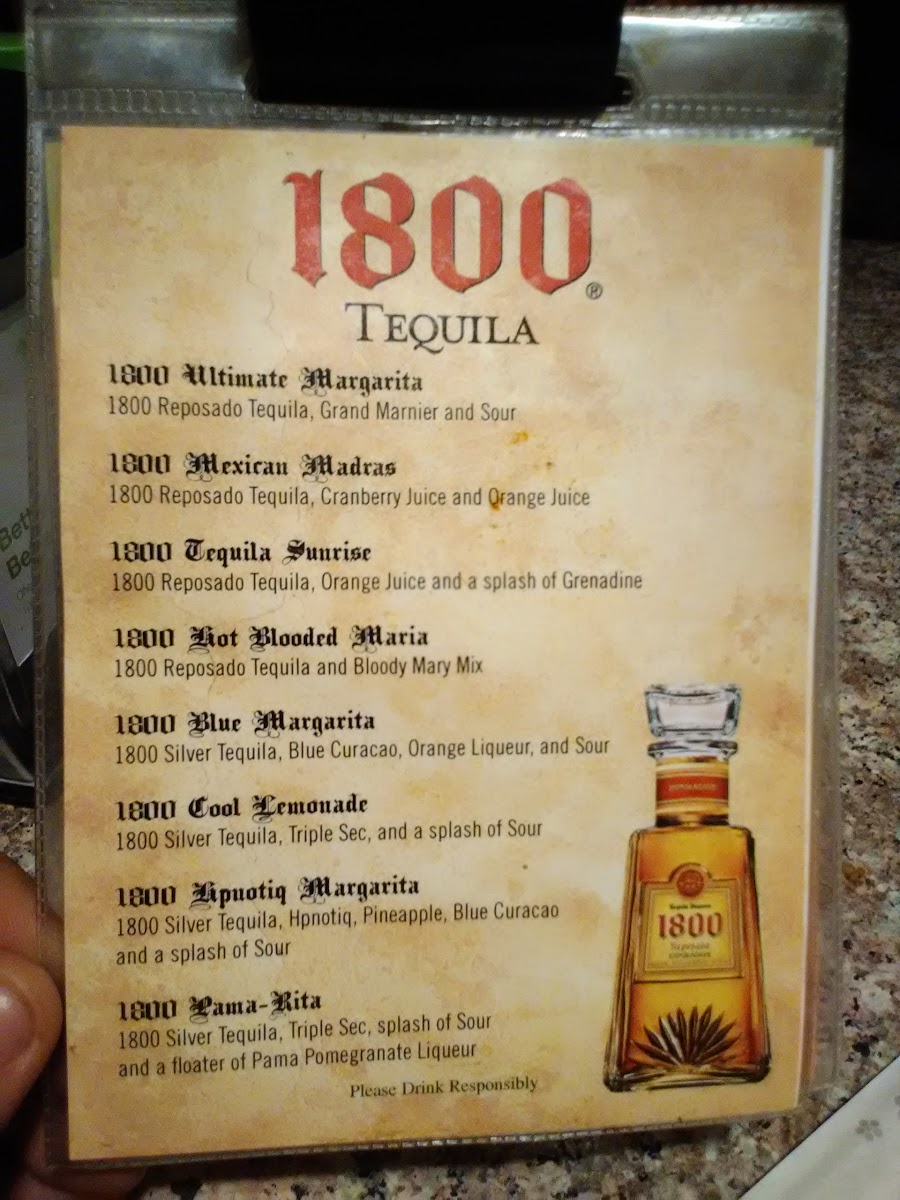 1800®
TEQUILA
1800 Ultimate Margarita
1800 Reposado Tequila, Grand Marnier and Sour
1800 Mexican Madras
1800 Reposado Tequila, Cranberry Juice and Orange Juice
1800 Tequila Sunrise
1800 Reposado Tequila, Orange Juice and a splash of Grenadine
1800 Hot Blooded Maria
1800 Reposado Tequila and Bloody Mary Mix
1800 Blue Margarita
1800 Silver Tequila, Blue Curacao, Orange Liqueur, and Sour
1800 Cool Lemonade
1800 Silver Tequila, Triple Sec, and a splash of Sour
1800 Hpnotiq Margarita
1800 Silver Tequila, Hpnotiq, Pineapple, Blue Curacao
and a splash of Sour
1800 Pama-Rita
1800 Silver Tequila, Triple Sec, splash of Sour
and a floater of Pama Pomegranate Liqueur
Please Drink Responsibly
1800